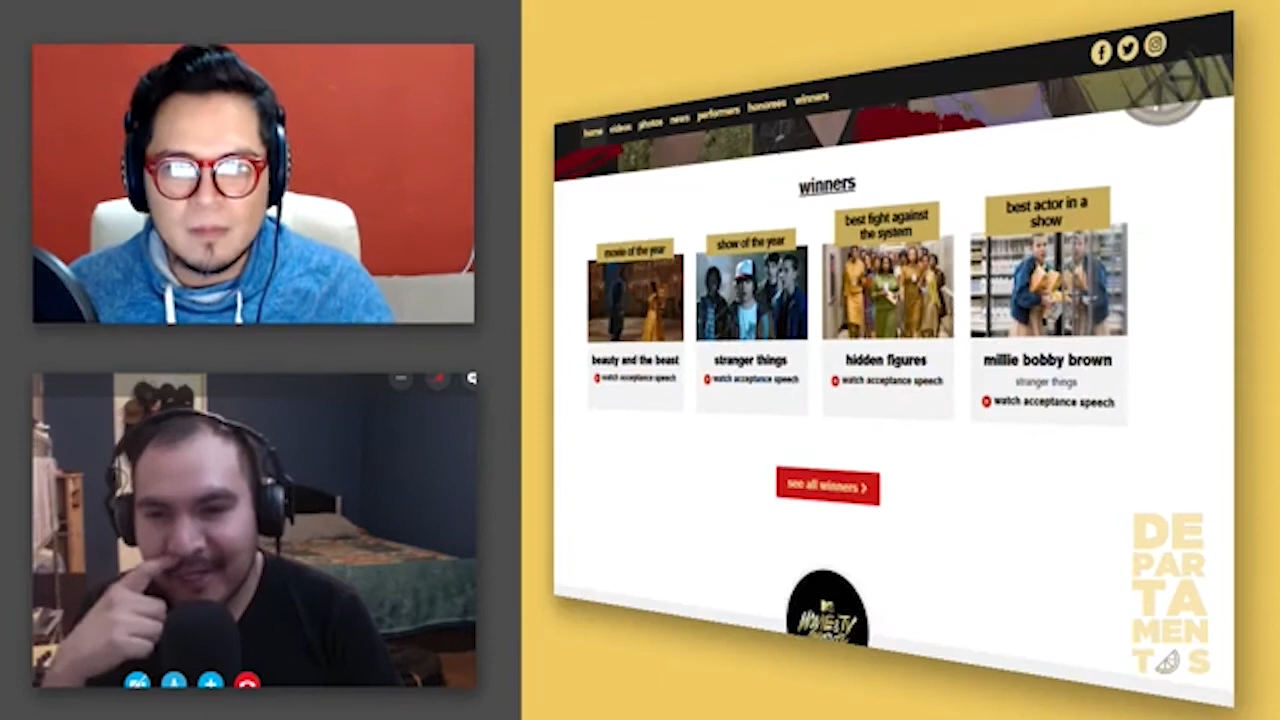 home videos photos news performers honorees winners
winners
movie of the year
show of the year
best fight against
the system
best actor in a
show
beauty and the beast
watch acceptance speech
stranger things
watch acceptance speech
hidden figures
watch acceptance speech
millie bobby brown
stranger things
watch acceptance speech
see all winners >
MOVIE & TV
DE
PAR
TA
MEN
TOS